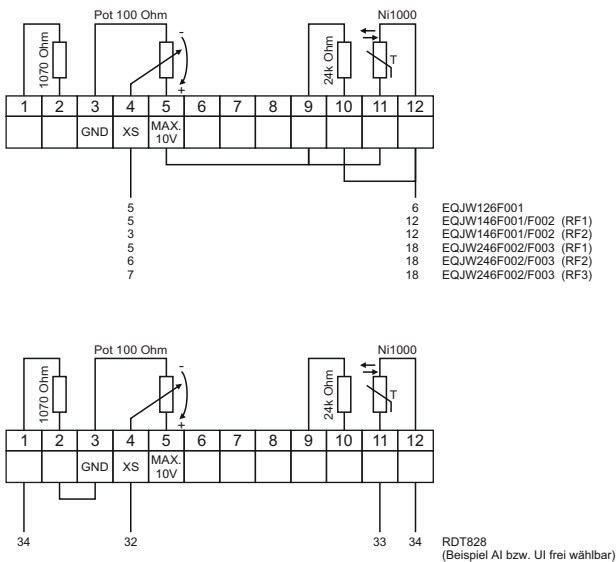 Pot 100 Ohm
Ni1000
1070 Ohm
-
+
24k Ohm
T
1 2 3 4 5 6 7 8 9 10 11 12
GND XS MAX. 10V
5 6 EQJW126F001
5 12 EQJW146F001/F002 (RF1)
3 12 EQJW146F001/F002 (RF2)
5 18 EQJW246F002/F003 (RF1)
6 18 EQJW246F002/F003 (RF2)
7 18 EQJW246F002/F003 (RF3)
Pot 100 Ohm
Ni1000
1070 Ohm
-
+
24k Ohm
T
1 2 3 4 5 6 7 8 9 10 11 12
GND XS MAX. 10V
34 32 33 34 RDT828
(Beispiel AI bzw. UI frei wählbar)